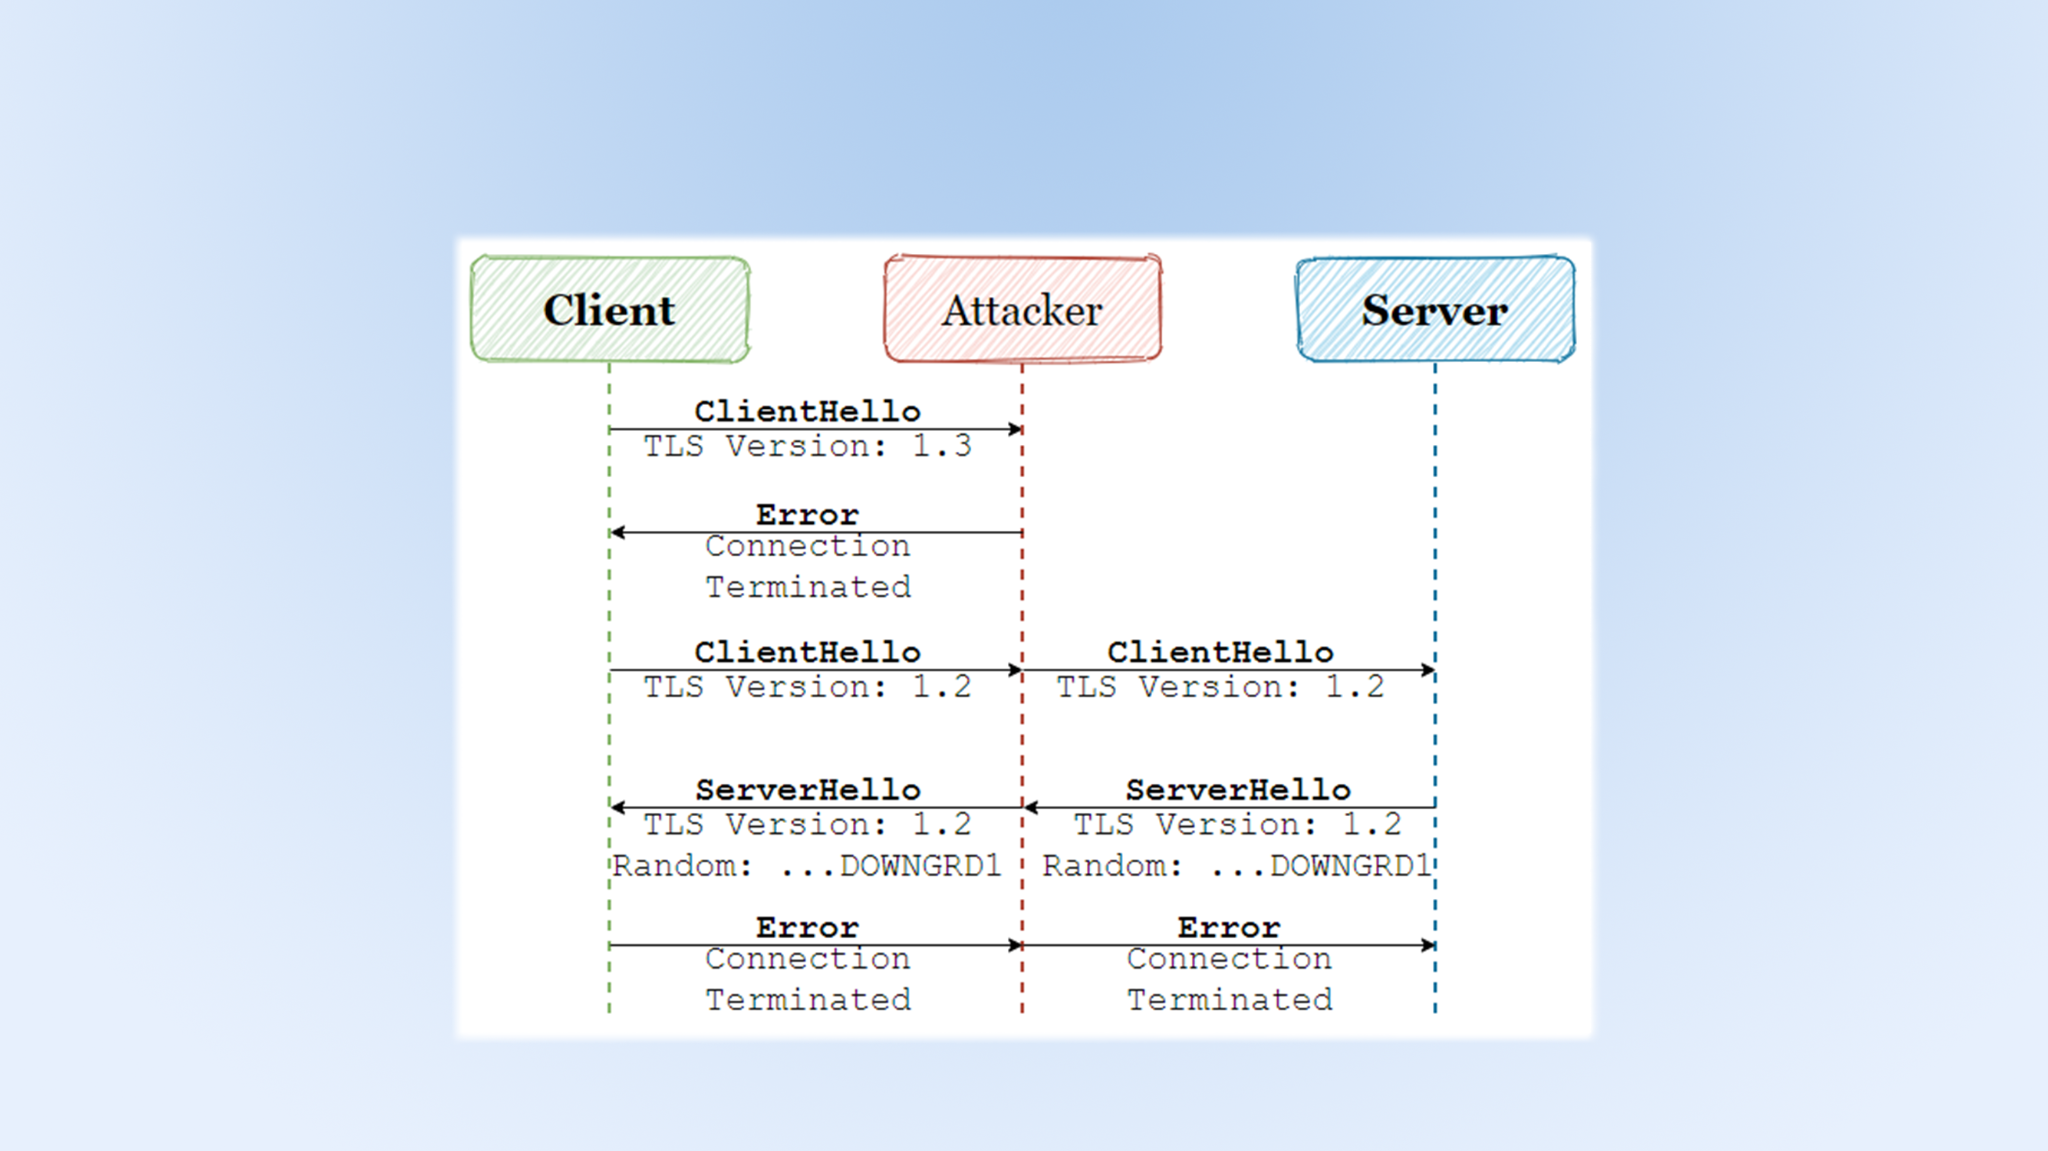 Client
Attacker
Server
ClientHello
TLS Version: 1.3
Error
Connection
Terminated
ClientHello
TLS Version: 1.2
ClientHello
TLS Version: 1.2
ServerHello
TLS Version: 1.2
Random: ...DOWNGRD1
ServerHello
TLS Version: 1.2
Random: ...DOWNGRD1
Error
Connection
Terminated
Error
Connection
Terminated